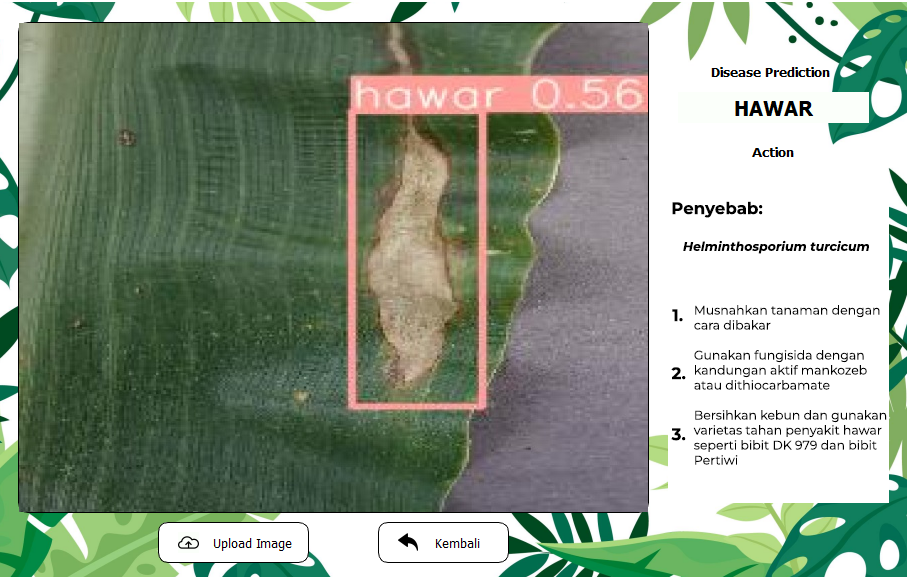 hawar 0.56
Disease Prediction
HAWAR
Action
Penyebab:
Helminthosporium turcicum
1. Musnahkan tanaman dengan
cara dibakar
2. Gunakan fungisida dengan
kandungan aktif mankozeb
atau dithiocarbamate
3. Bersihkan kebun dan gunakan
varietas tahan penyakit hawar
seperti bibit DK 979 dan bibit
Pertiwi
Upload Image
Kembali